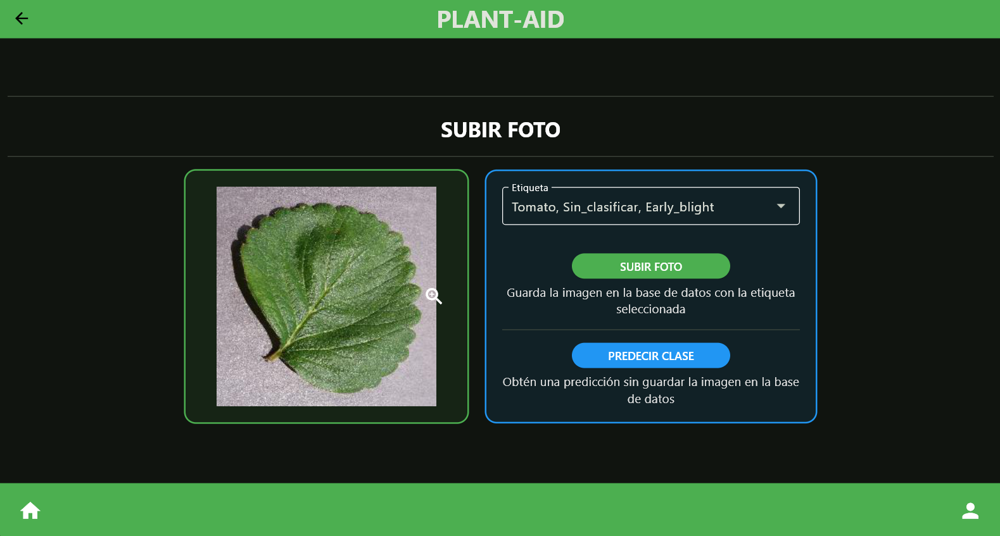 PLANT-AID
SUBIR FOTO
Etiqueta
Tomato, Sin_clasificar, Early_blight
SUBIR FOTO
Guarda la imagen en la base de datos con la etiqueta
seleccionada
PREDECIR CLASE
Obtén una predicción sin guardar la imagen en la base
de datos